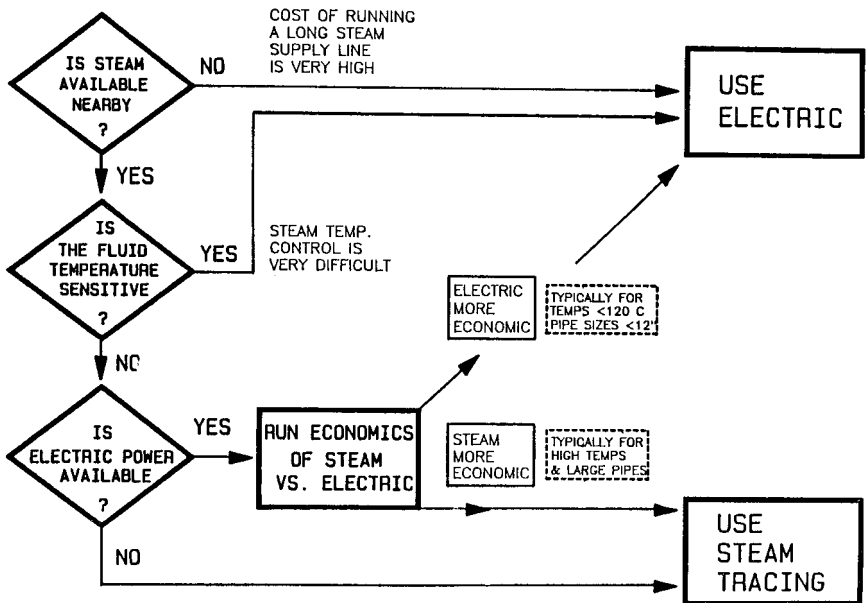 IS STEAM
AVAILABLE
NEARBY
?
NO
COST OF RUNNING
A LONG STEAM
SUPPLY LINE
IS VERY HIGH
USE
ELECTRIC
YES
IS
THE FLUID
TEMPERATURE
SENSITIVE
?
YES
STEAM TEMP.
CONTROL IS
VERY DIFFICULT
ELECTRIC
MORE
ECONOMIC
TYPICALLY FOR
TEMPS <120 C
PIPE SIZES <12"
NO
IS
ELECTRIC POWER
AVAILABLE
?
YES
RUN ECONOMICS
OF STEAM
VS. ELECTRIC
STEAM
MORE
ECONOMIC
TYPICALLY FOR
HIGH TEMPS
& LARGE PIPES
NO
USE
STEAM
TRACING